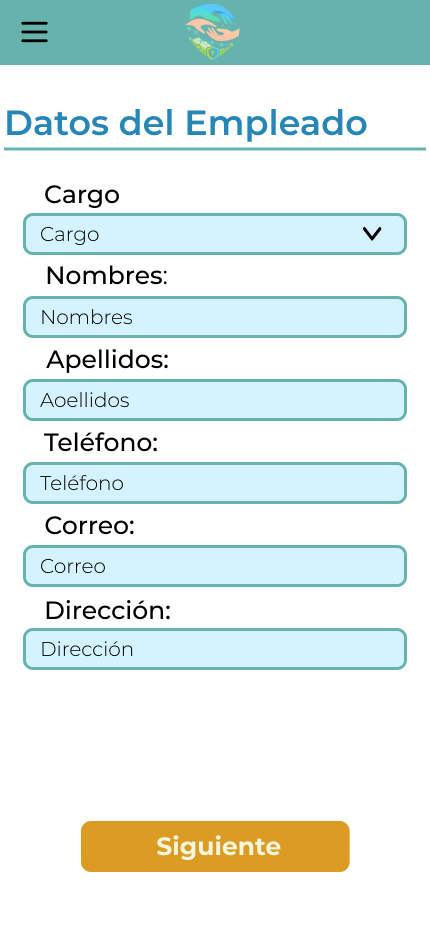 Datos del Empleado
Cargo
Cargo
Nombres:
Nombres
Apellidos:
Aoellidos
Teléfono:
Teléfono
Correo:
Correo
Dirección:
Dirección
Siguiente